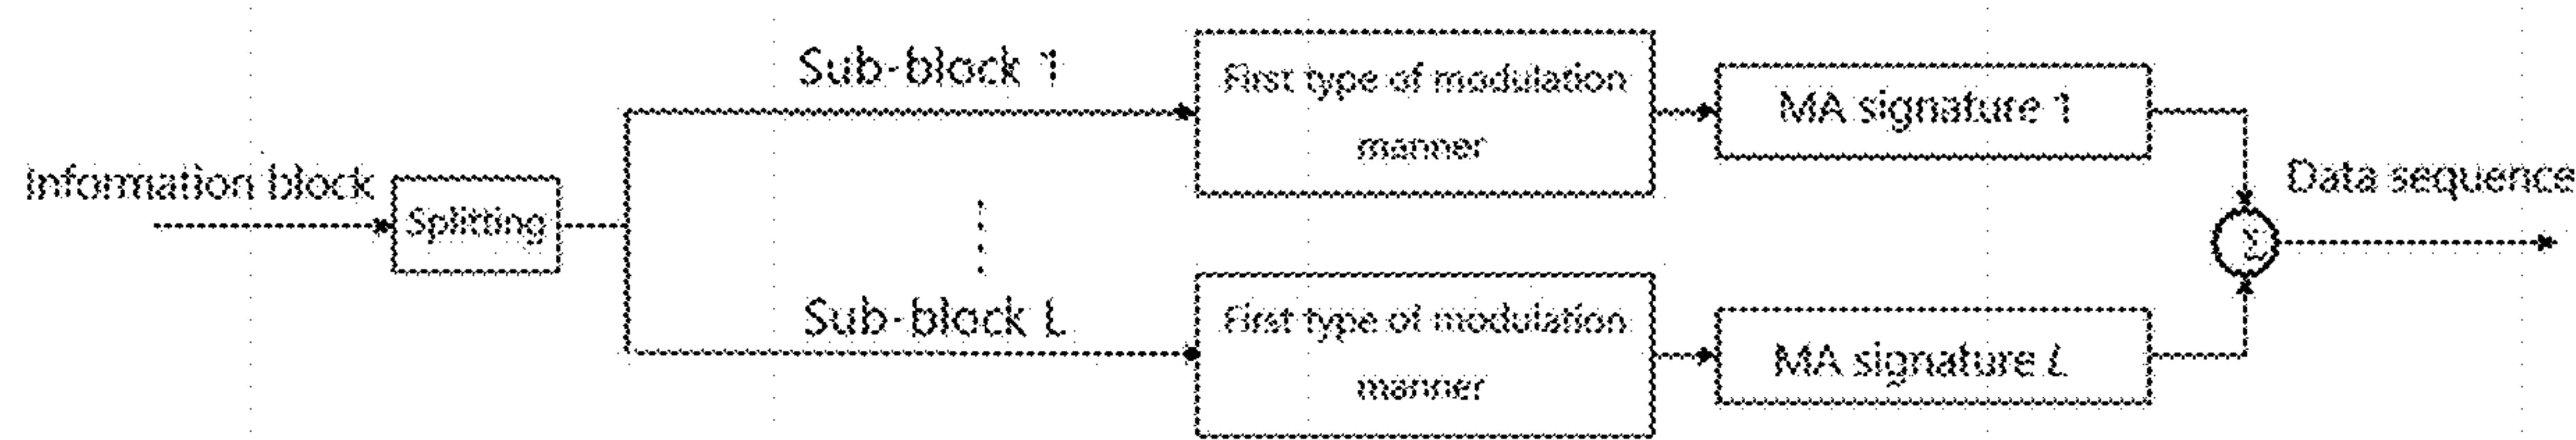 Information block
Splitting
Sub-block 1
First type of modulation
manner
MA signature 1
Sub-block L
First type of modulation
manner
MA signature L
Σ
Data sequence